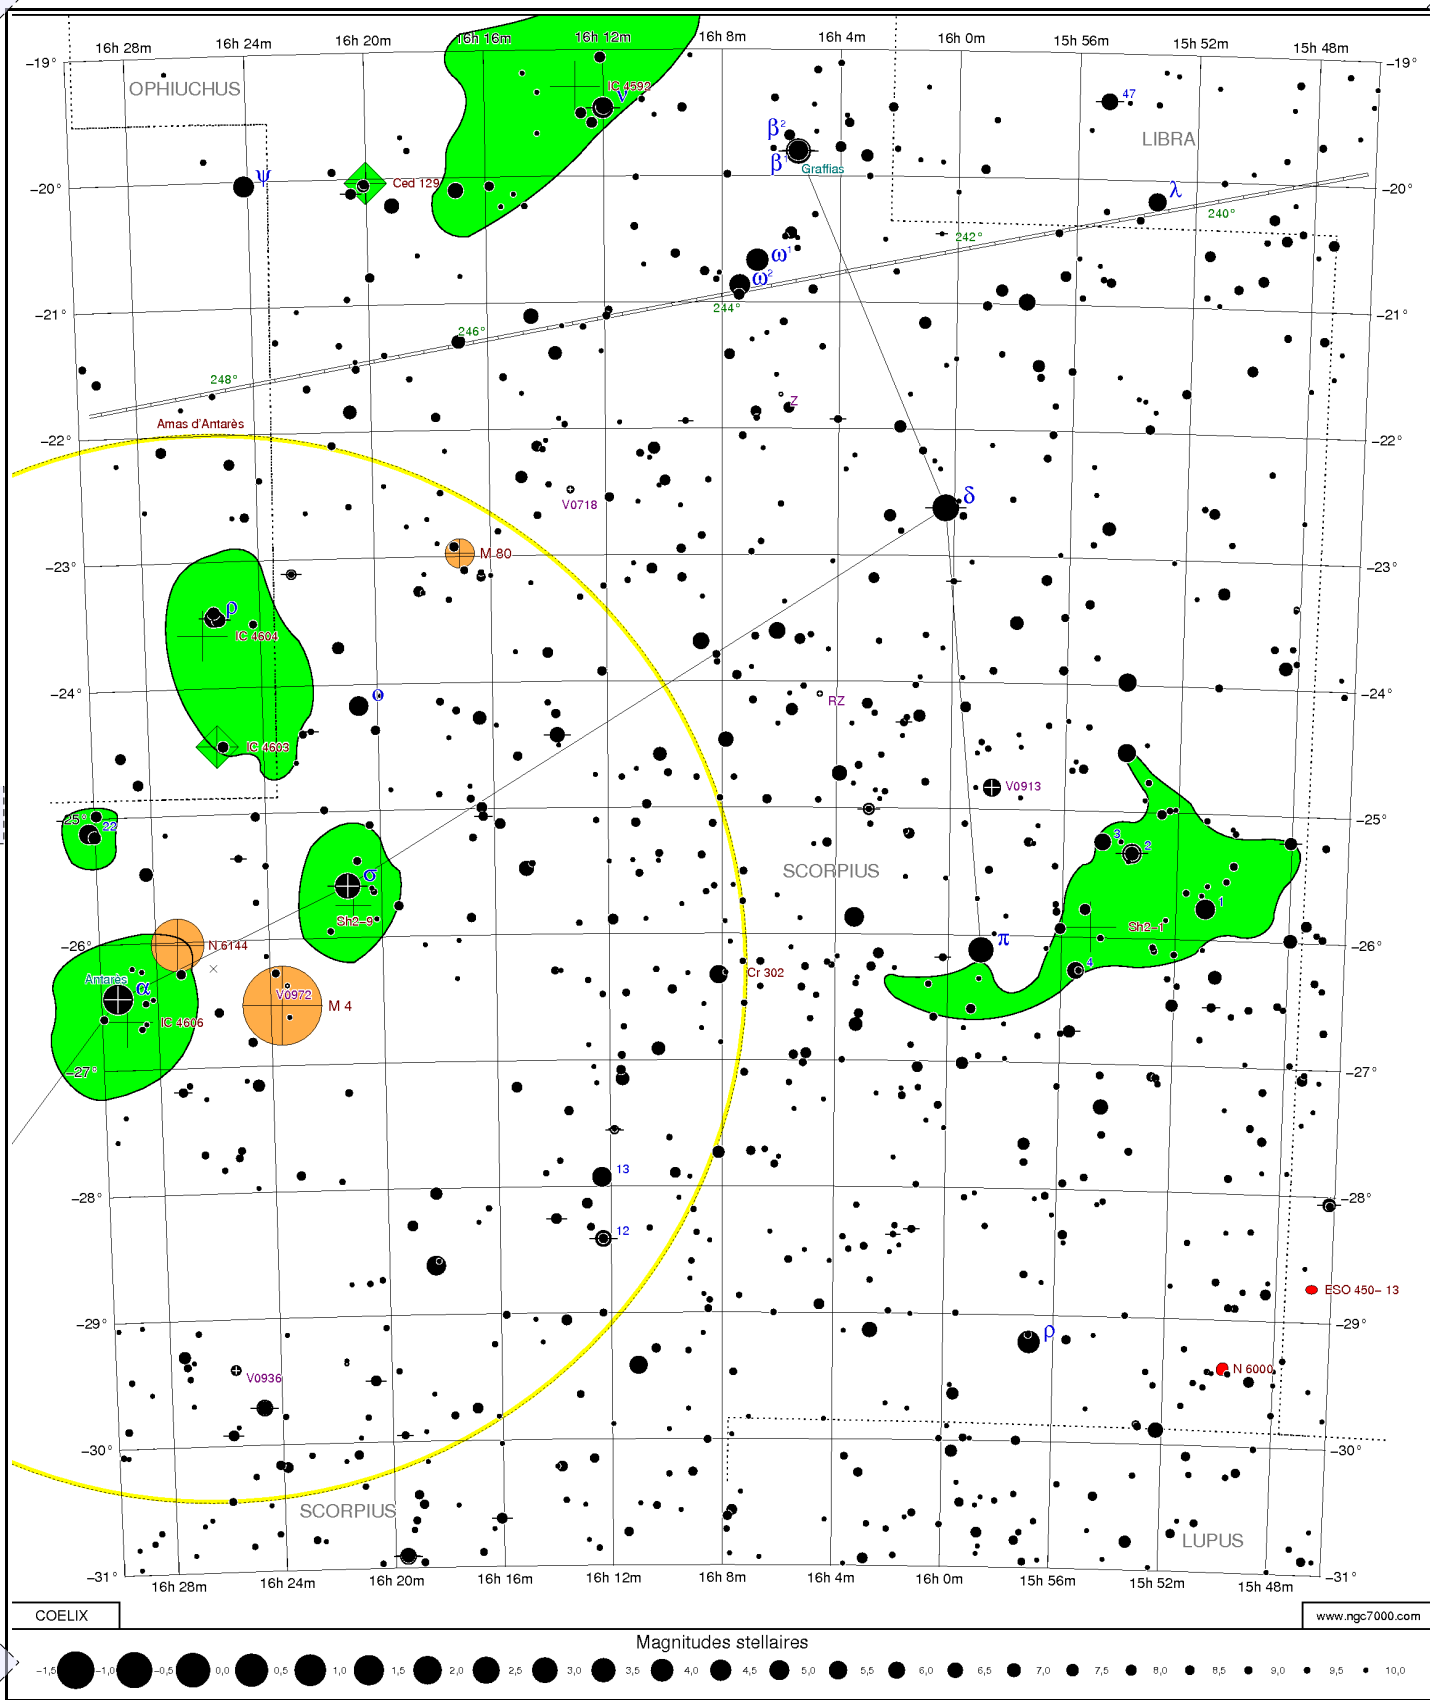 16h 28m 16h 24m 16h 20m 16h 16m 16h 12m 16h 8m 16h 4m 16h 0m 15h 56m 15h 52m 15h 48m
−19° −19°
OPHIUCHUS
IC 4592
ν
47
LIBRA
β²
β¹
Graffias
ψ
Ced 129
−20° −20°
λ
240°
242°
ω¹
ω²
244°
−21° −21°
246°
248°
Z
Amas d'Antarès
−22° −22°
V0718
δ
M 80
−23° −23°
ρ
IC 4604
−24° −24°
ο
RZ
IC 4603
V0913
−25° −25°
22
3
2
σ
SCORPIUS
1
Sh2−9
Sh2−1
π
−26° −26°
N 6144
4
Antarès
α
V0972
M 4
Cr 302
IC 4606
−27° −27°
13
−28° −28°
12
ESO 450− 13
−29° −29°
ρ
V0936
N 6000
−30° −30°
SCORPIUS
LUPUS
−31° −31°
16h 28m 16h 24m 16h 20m 16h 16m 16h 12m 16h 8m 16h 4m 16h 0m 15h 56m 15h 52m 15h 48m
COELIX
www.ngc7000.com
Magnitudes stellaires
−1,5 −1,0 −0,5 0,0 0,5 1,0 1,5 2,0 2,5 3,0 3,5 4,0 4,5 5,0 5,5 6,0 6,5 7,0 7,5 8,0 8,5 9,0 9,5 10,0